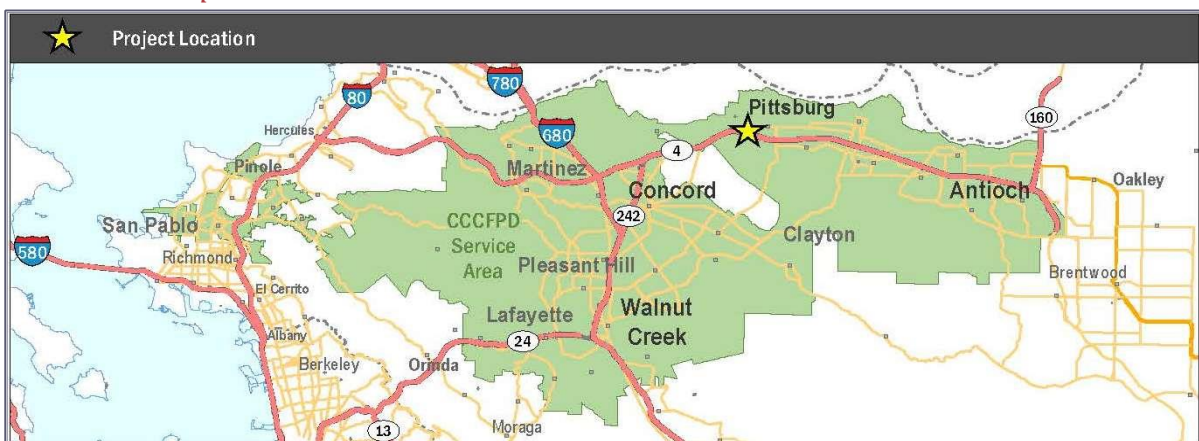 Project Location
780
80
Pittsburg
160
Hercules
680
4
Martinez
Pinole
Concord
Antioch
Oakley
San Pablo
CCCFPD
Service
Area
242
Clayton
580
Richmond
Pleasant Hill
Brentwood
El Cerrito
Lafayette
Walnut
Creek
Albany
24
Berkeley
Orinda
Moraga
13